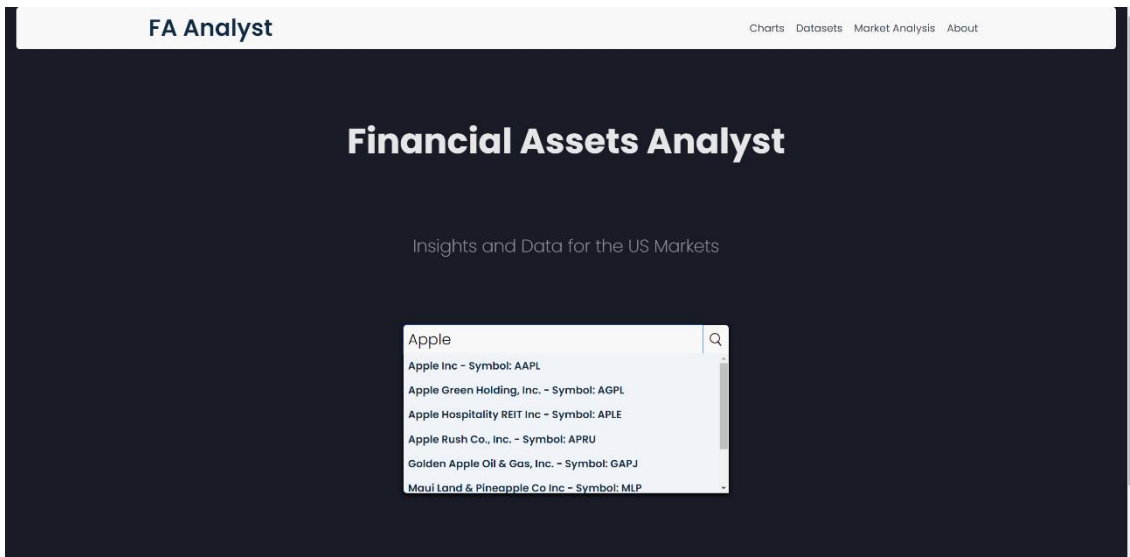 FA Analyst
Charts Datasets Market Analysis About
Financial Assets Analyst
Insights and Data for the US Markets
Apple
Apple Inc - Symbol: AAPL
Apple Green Holding, Inc. - Symbol: AGPL
Apple Hospitality REIT Inc - Symbol: APLE
Apple Rush Co., Inc. - Symbol: APRU
Golden Apple Oil & Gas, Inc. - Symbol: GAPJ
Maui Land & Pineapple Co Inc - Symbol: MLP